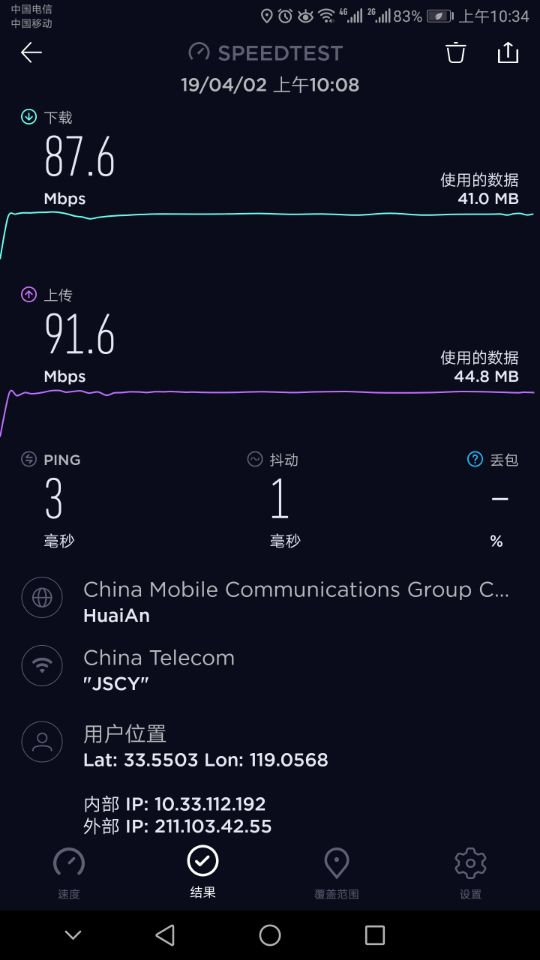 中国电信
中国移动
4G
2G
83%
上午10:34
SPEEDTEST
19/04/02 上午10:08
下载
87.6
Mbps
使用的数据
41.0 MB
上传
91.6
Mbps
使用的数据
44.8 MB
PING
抖动
丢包
3
1
–
毫秒
毫秒
%
China Mobile Communications Group C...
HuaiAn
China Telecom
"JSCY"
用户位置
Lat: 33.5503 Lon: 119.0568
内部 IP: 10.33.112.192
外部 IP: 211.103.42.55
速度
结果
覆盖范围
设置